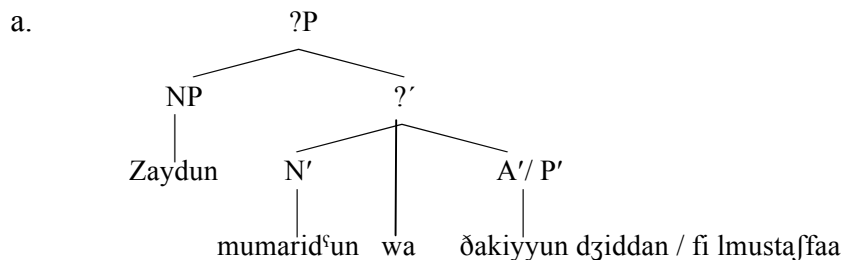 a. ?P
NP ?′
Zaydun N′ A′/ P′
mumaridˤun wa ðakiyyun dʒiddan / fi lmustaʃfaa